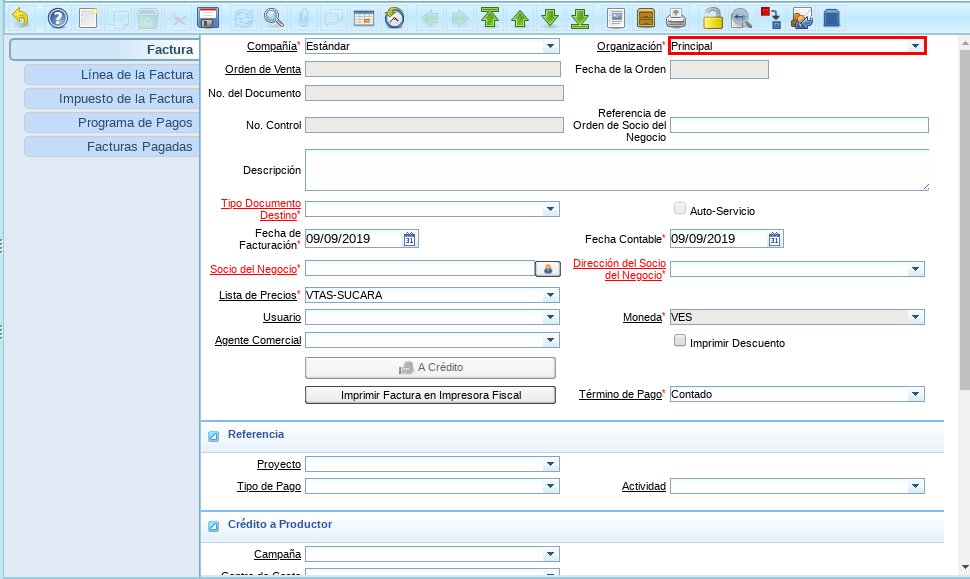 Factura
Línea de la Factura
Impuesto de la Factura
Programa de Pagos
Facturas Pagadas
Compañía* Estándar Organización* Principal
Orden de Venta Fecha de la Orden
No. del Documento
No. Control Referencia de
Orden de Socio del
Negocio
Descripción
Tipo Documento
Destino* Auto-Servicio
Fecha de
Facturación* 09/09/2019 31 Fecha Contable* 09/09/2019 31
Socio del Negocio* Dirección del Socio
del Negocio*
Lista de Precios* VTAS-SUCARA
Usuario Moneda* VES
Agente Comercial Imprimir Descuento
A Crédito
Imprimir Factura en Impresora Fiscal Término de Pago* Contado
Referencia
Proyecto
Tipo de Pago Actividad
Crédito a Productor
Campaña